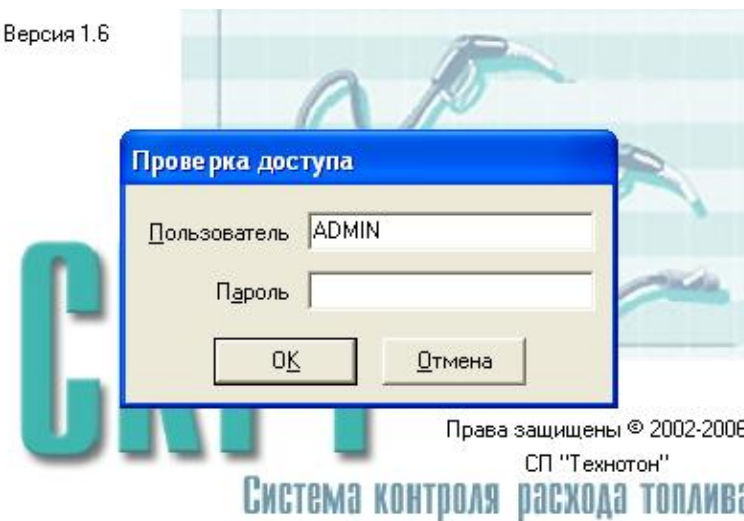 Версия 1.6
Проверка доступа
Пользователь ADMIN
Пароль
OK Отмена
Права защищены © 2002-2006
СП "Технотон"
Система контроля расхода топлива